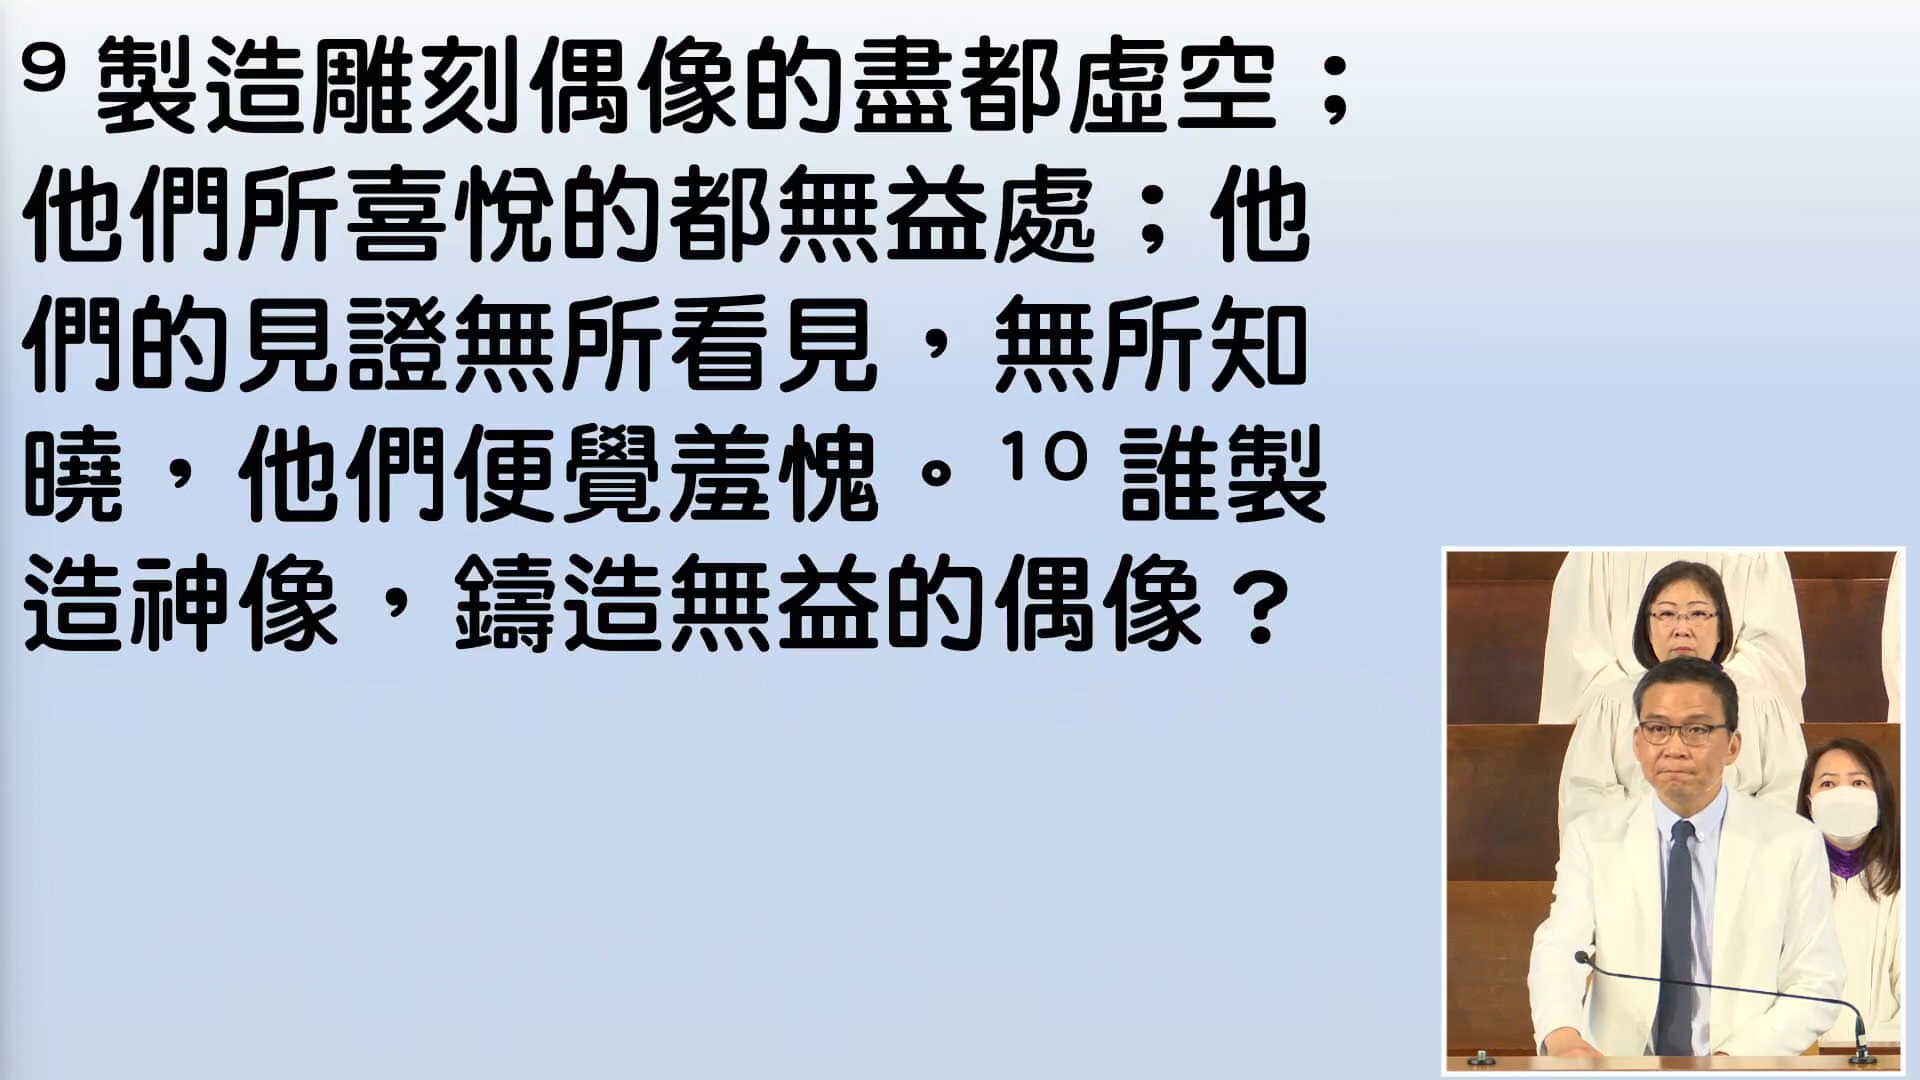 9 製造雕刻偶像的盡都虛空；
他們所喜悅的都無益處；他
們的見證無所看見，無所知
曉，他們便覺羞愧。10 誰製
造神像，鑄造無益的偶像？